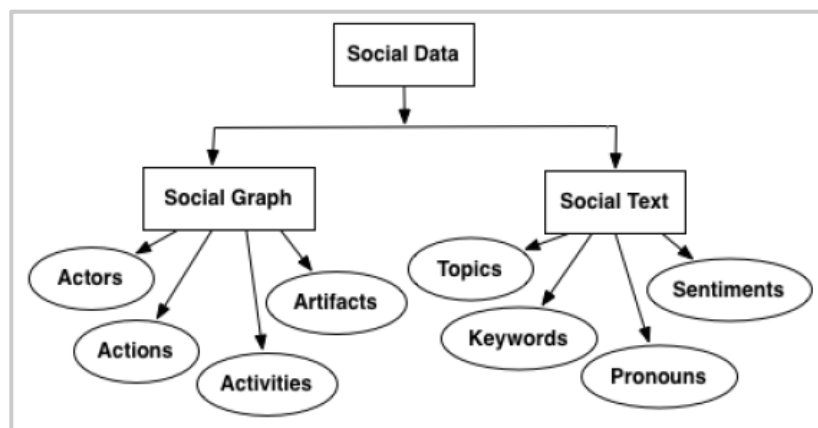 Social Data
Social Graph
Social Text
Actors
Artifacts
Actions
Activities
Topics
Sentiments
Keywords
Pronouns